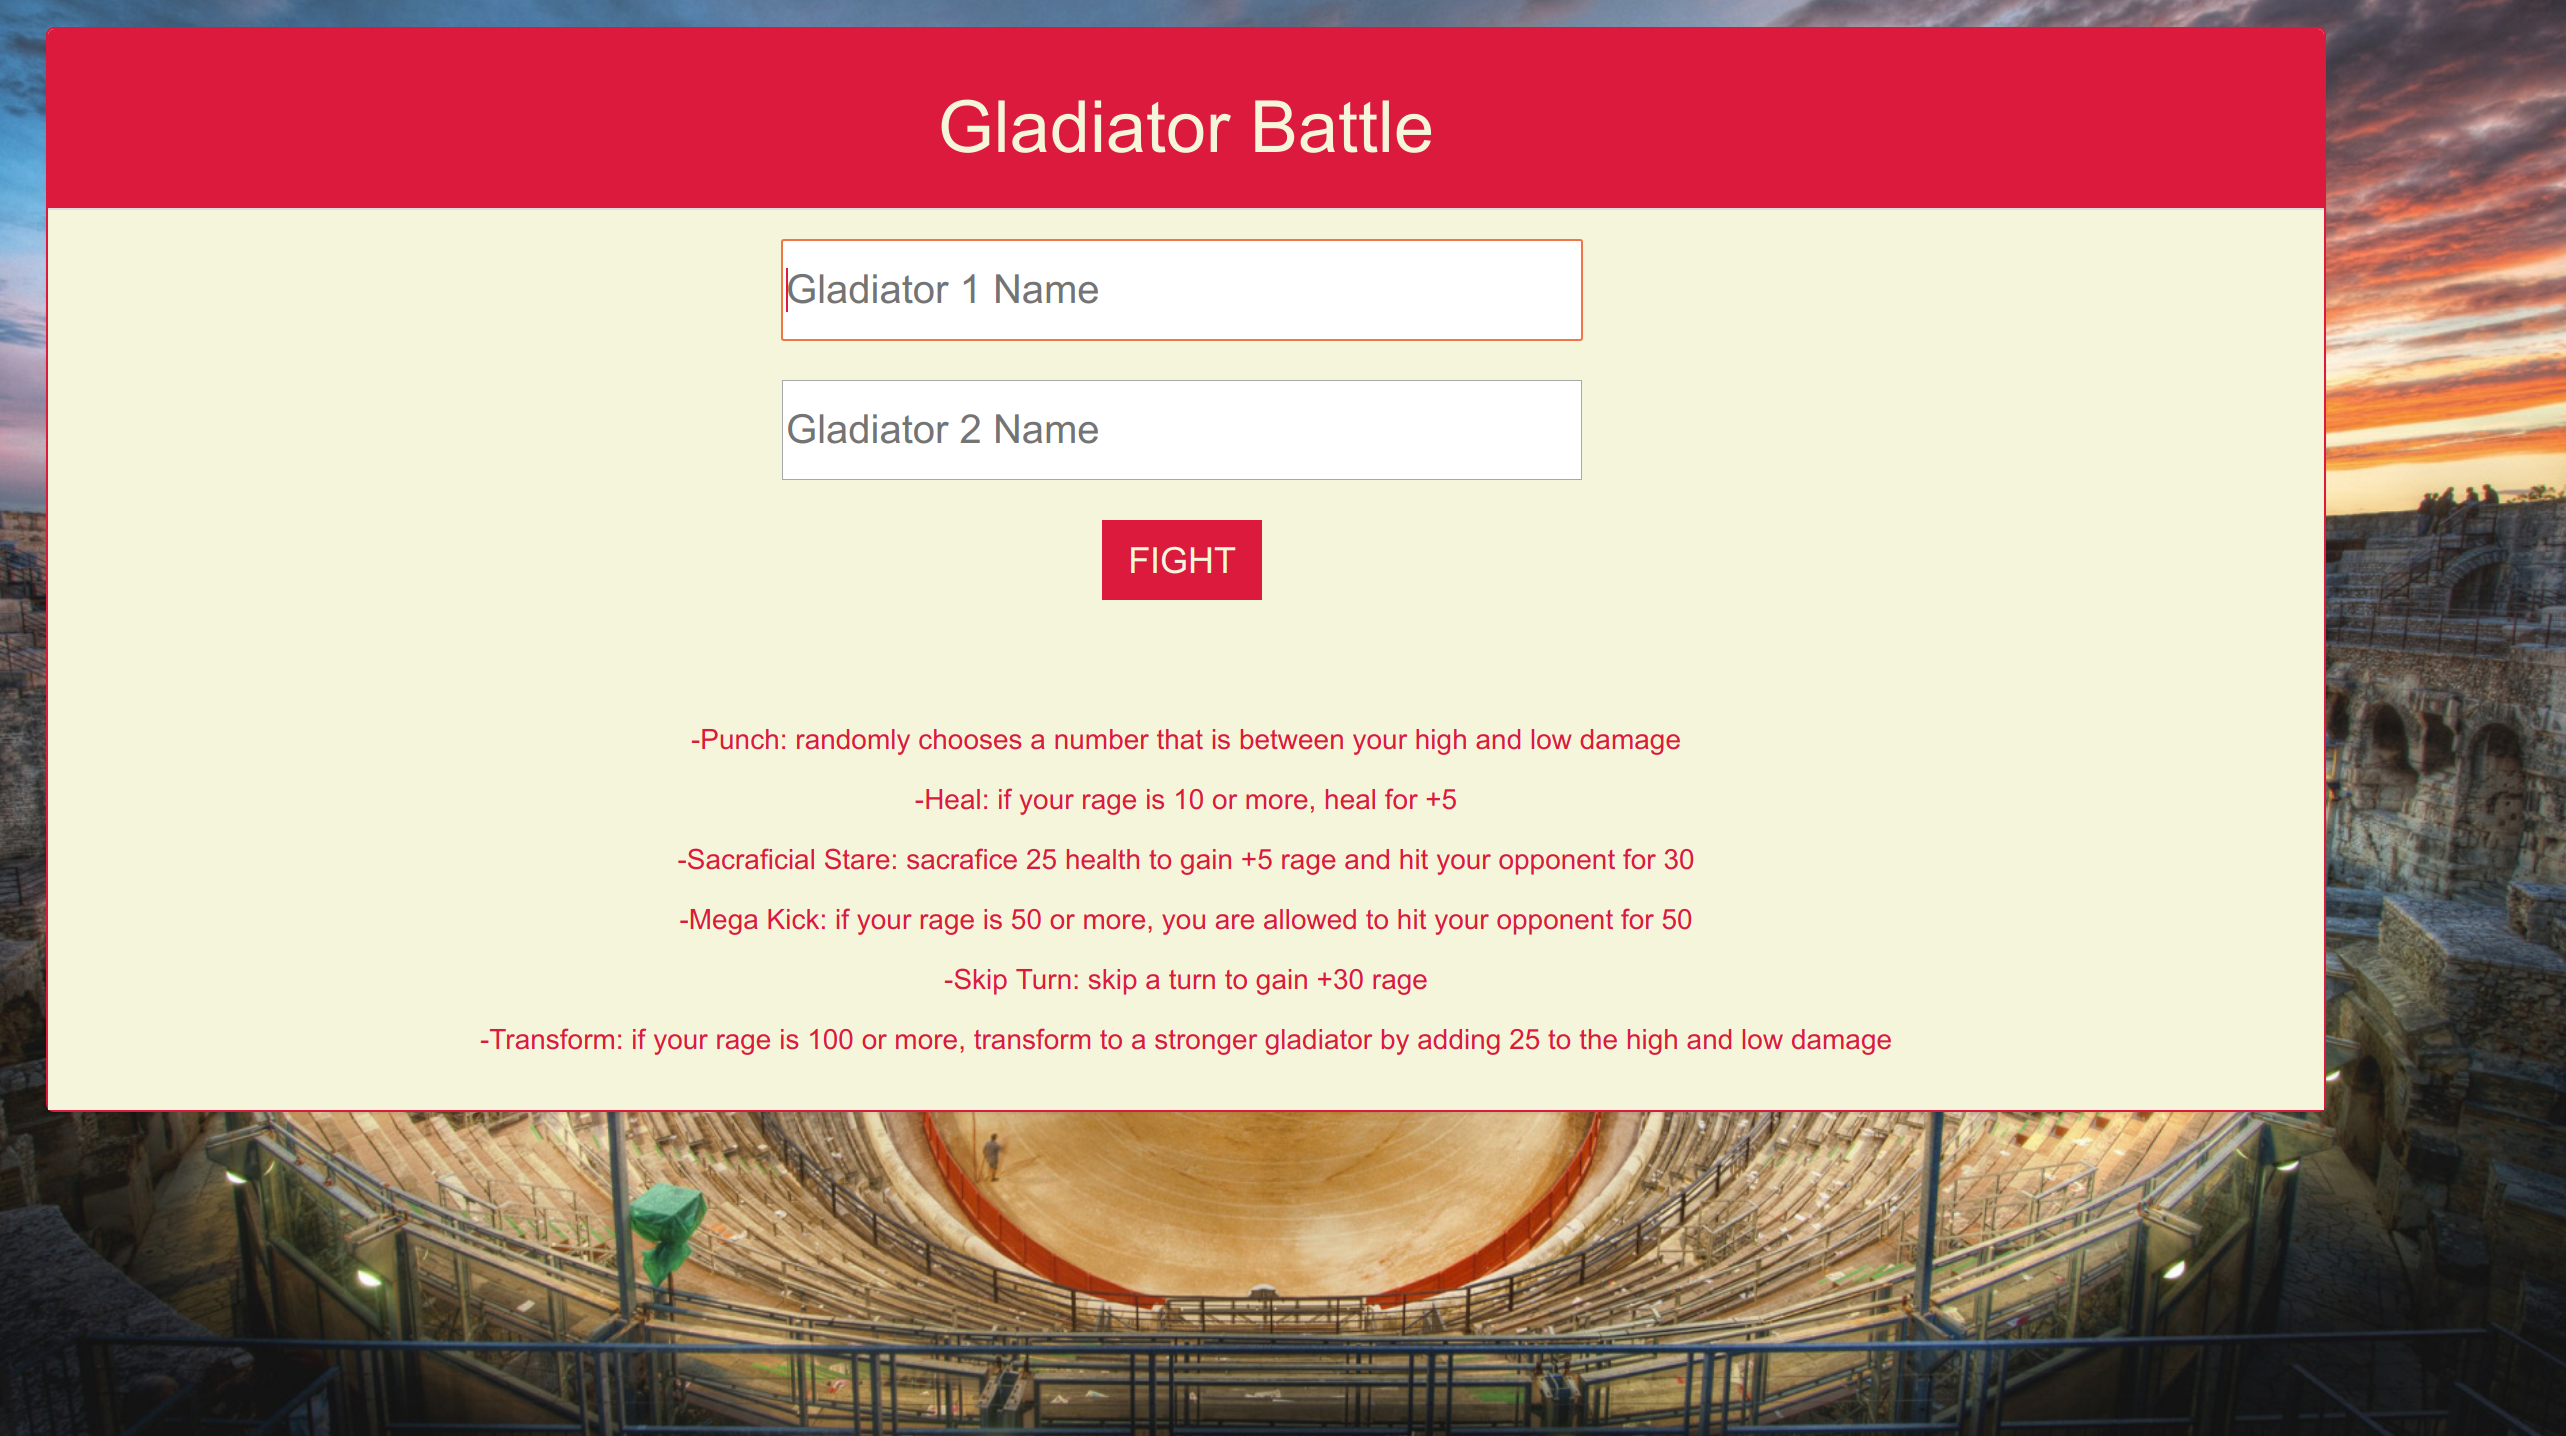 Gladiator Battle
Gladiator 1 Name
Gladiator 2 Name
FIGHT
-Punch: randomly chooses a number that is between your high and low damage
-Heal: if your rage is 10 or more, heal for +5
-Sacraficial Stare: sacrafice 25 health to gain +5 rage and hit your opponent for 30
-Mega Kick: if your rage is 50 or more, you are allowed to hit your opponent for 50
-Skip Turn: skip a turn to gain +30 rage
-Transform: if your rage is 100 or more, transform to a stronger gladiator by adding 25 to the high and low damage